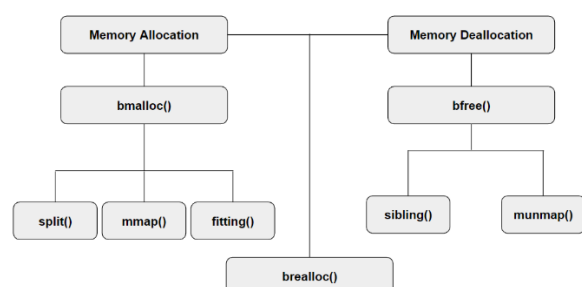 Memory Allocation
Memory Deallocation
bmalloc()
bfree()
split()
mmap()
fitting()
sibling()
munmap()
brealloc()